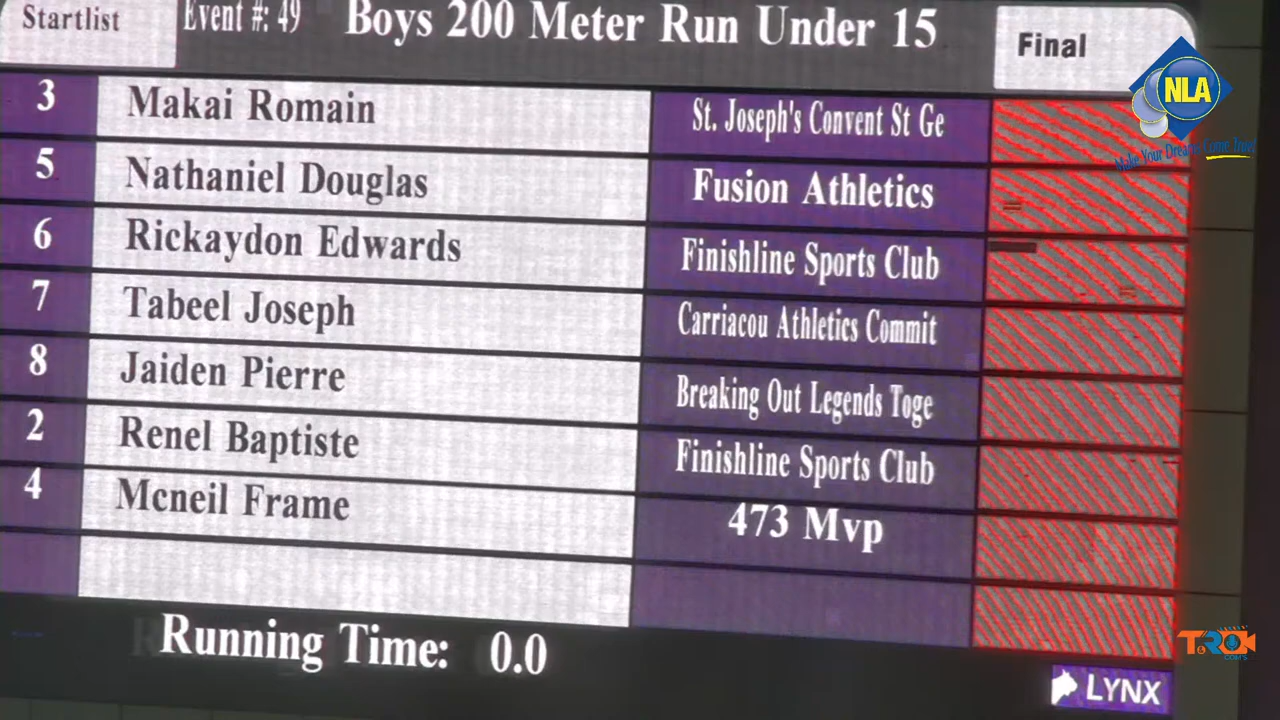 Startlist Event #: 49 Boys 200 Meter Run Under 15 Final
3 Makai Romain St. Joseph's Convent St Ge
5 Nathaniel Douglas Fusion Athletics
6 Rickaydon Edwards Finishline Sports Club
7 Tabeel Joseph Carriacou Athletics Commit
8 Jaiden Pierre Breaking Out Legends Toge
2 Renel Baptiste Finishline Sports Club
4 Mcneil Frame 473 Mvp
Running Time: 0.0
LYNX
NLA
Make Your Dreams Come True!
T&RO
COM'S